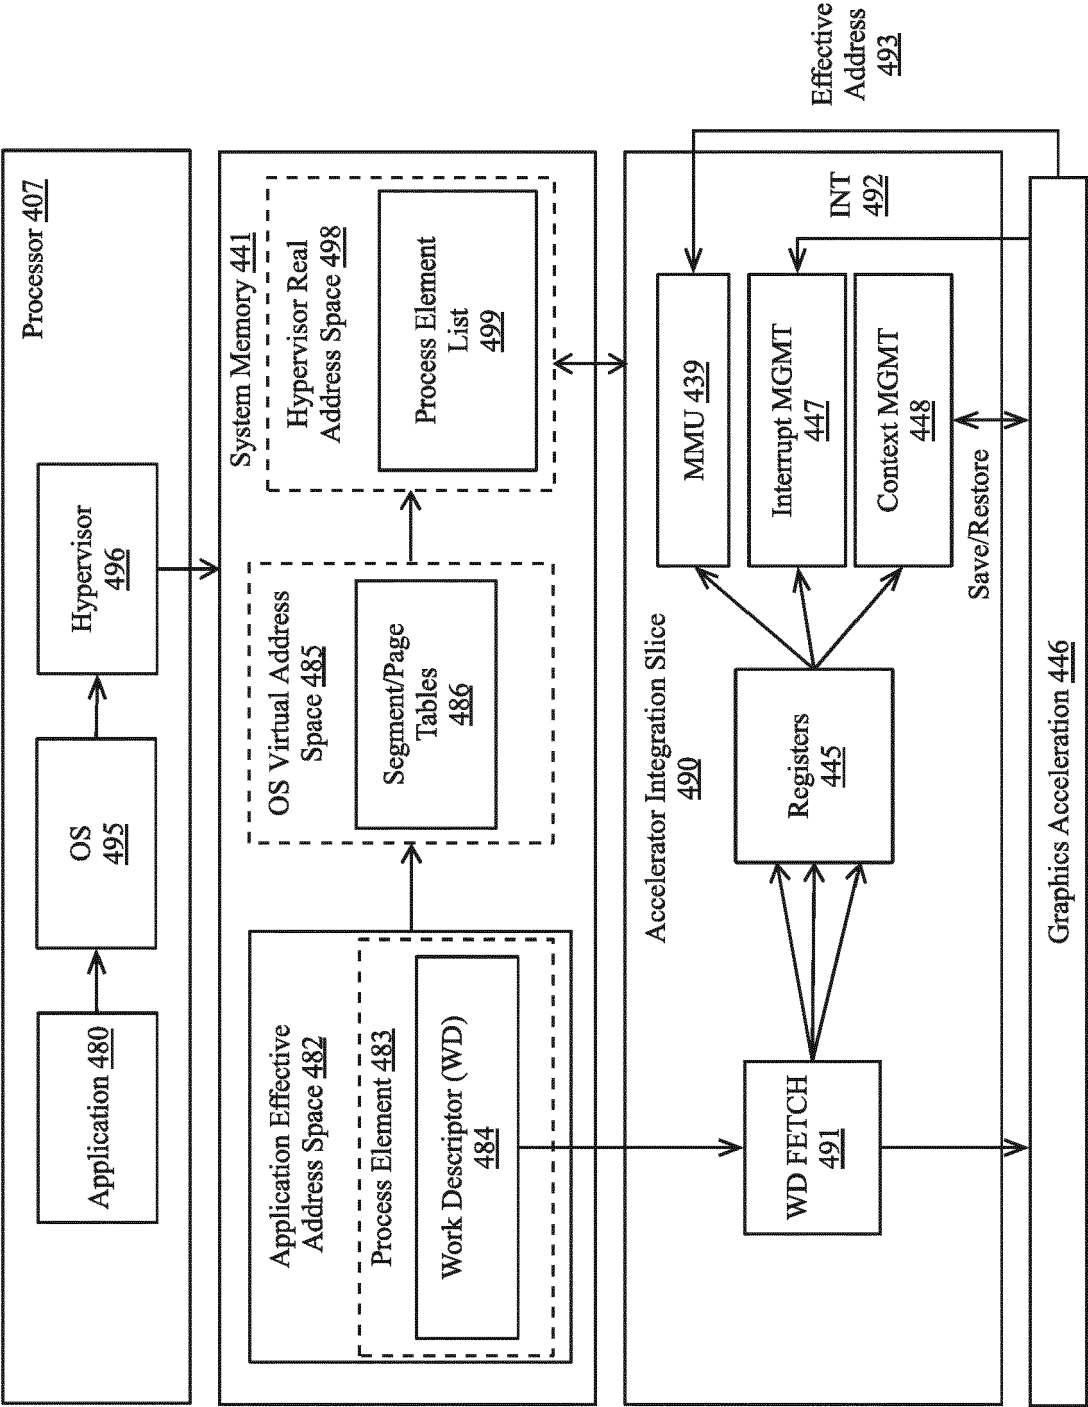 Processor 407
Application 480
OS
495
Hypervisor
496
System Memory 441
Application Effective
Address Space 482
Process Element 483
Work Descriptor (WD)
484
OS Virtual Address
Space 485
Segment/Page
Tables
486
Hypervisor Real
Address Space 498
Process Element
List
499
Accelerator Integration Slice
490
WD FETCH
491
Registers
445
MMU 439
Interrupt MGMT
447
Context MGMT
448
Save/Restore
INT
492
Effective
Address
493
Graphics Acceleration 446